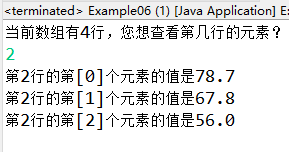 <terminated> Example06 (1) [Java Application] E:
当前数组有4行，您想查看第几行的元素？
2
第2行的第[0]个元素的值是78.7
第2行的第[1]个元素的值是67.8
第2行的第[2]个元素的值是56.0